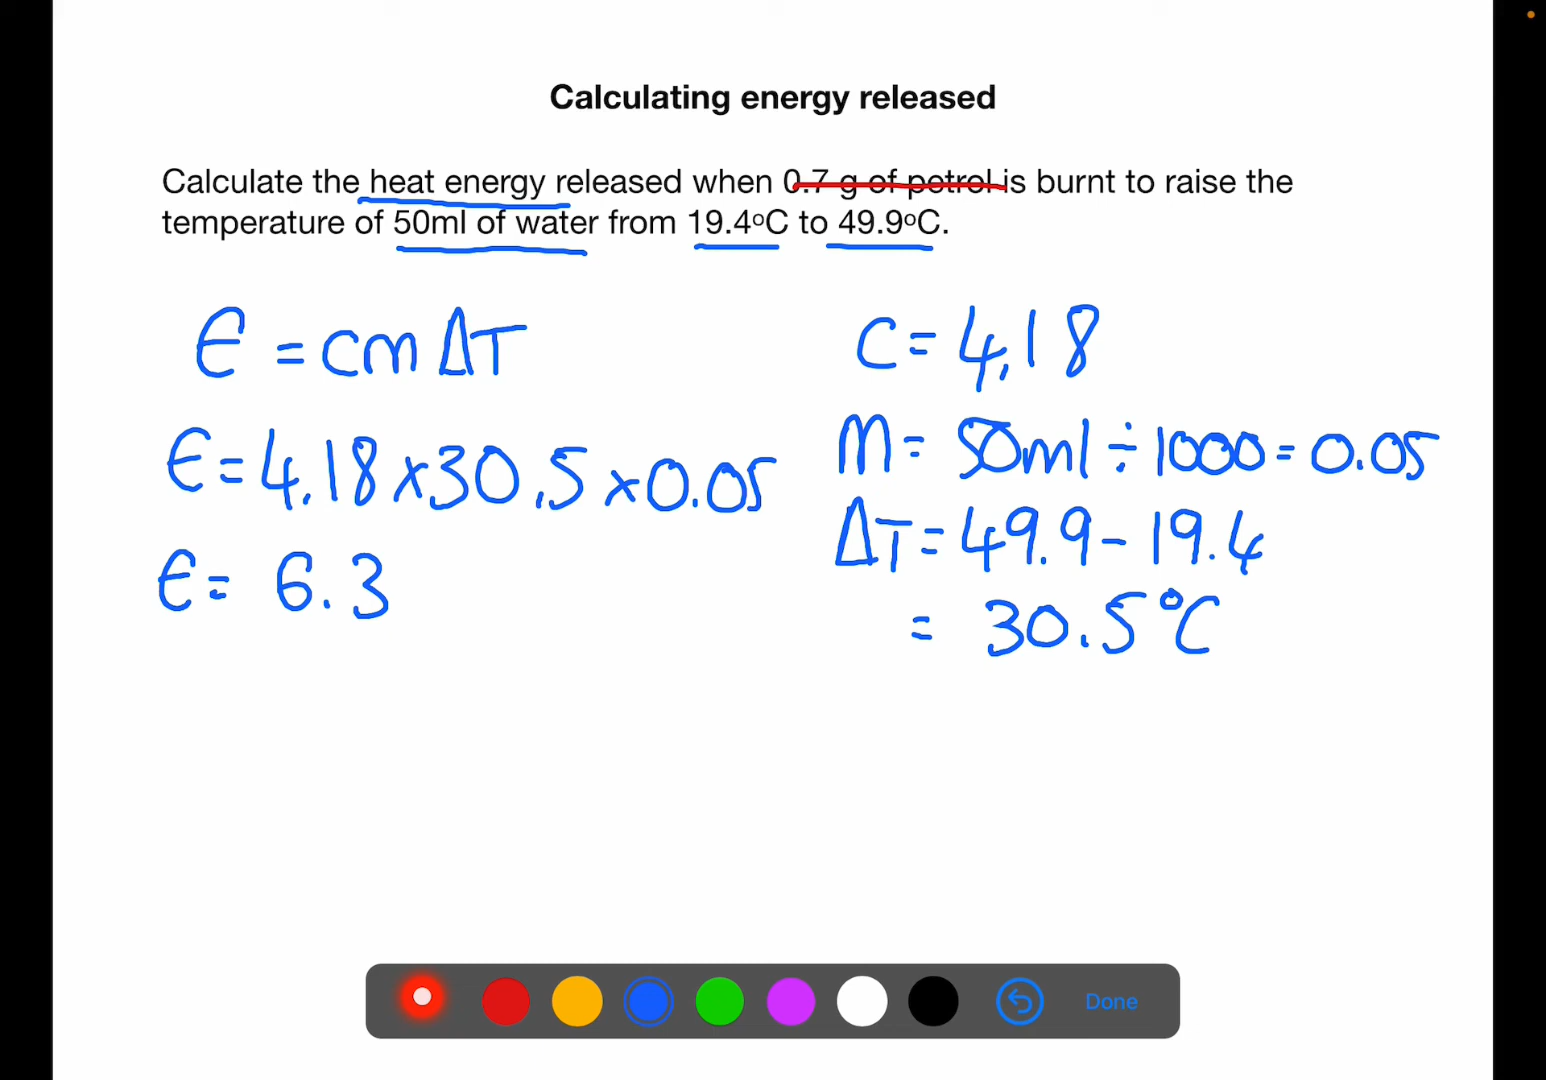 Calculating energy released
Calculate the heat energy released when 0.7 g of petrol is burnt to raise the
temperature of 50ml of water from 19.4ºC to 49.9ºC.
E = cmΔT
E = 4.18 x 30.5 x 0.05
E = 6.3
C = 4.18
M = 50ml ÷ 1000 = 0.05
ΔT = 49.9 - 19.4
= 30.5°C
Done